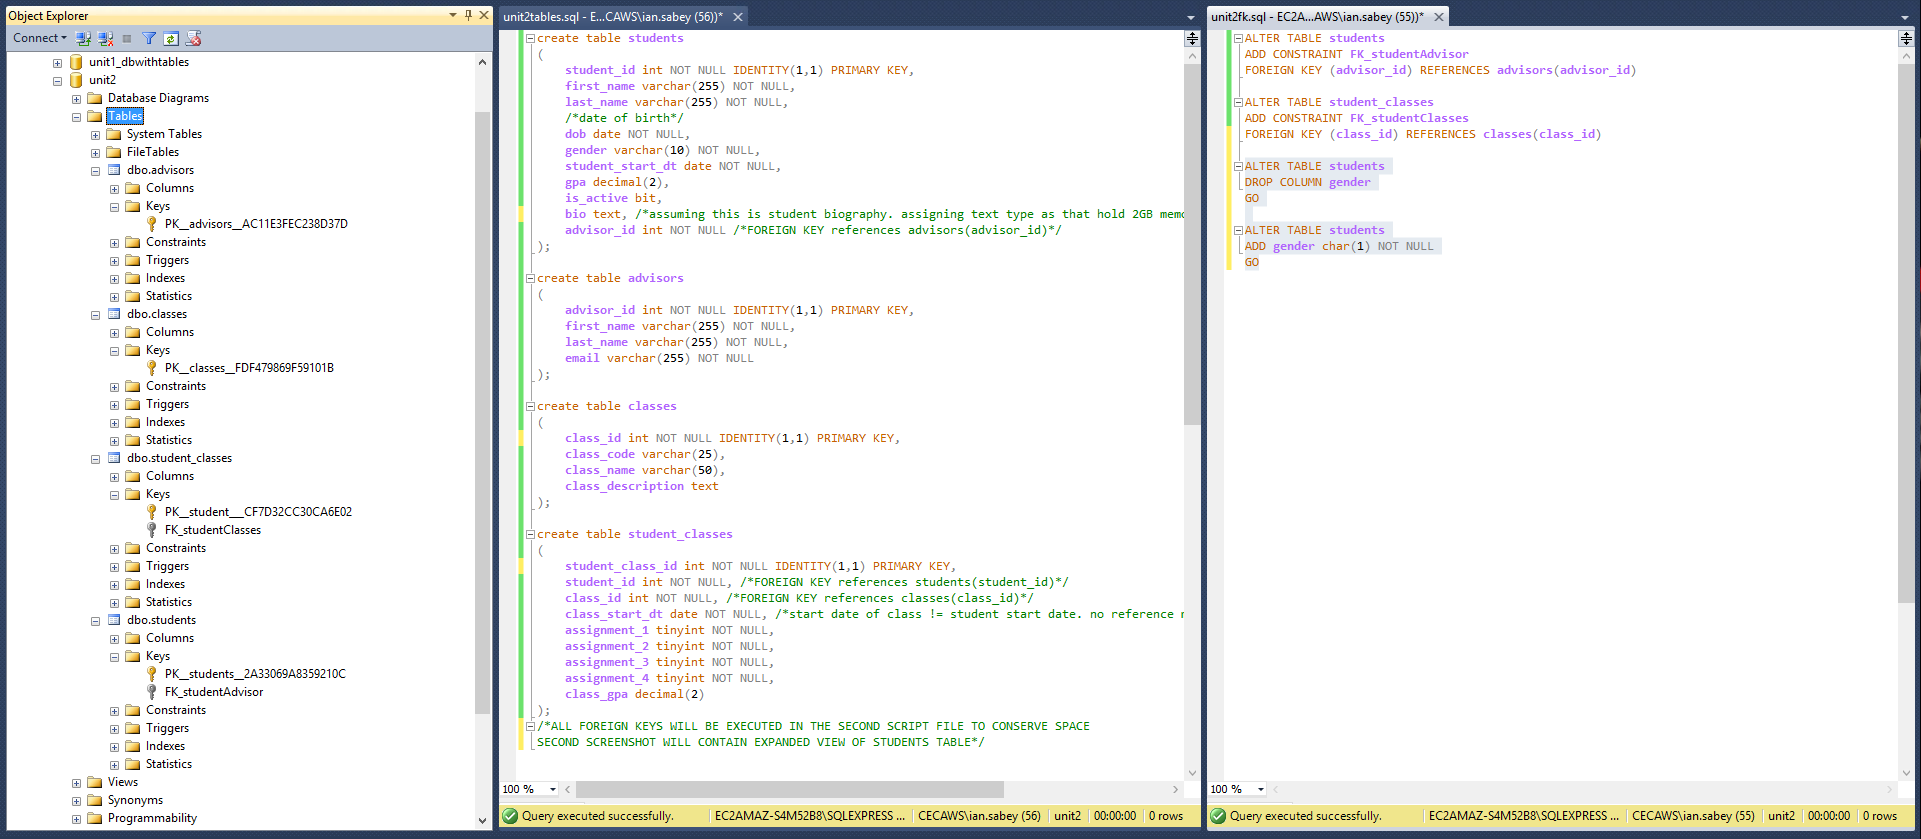 Object Explorer
Connect
unit1_dbwithtables
unit2
Database Diagrams
Tables
System Tables
FileTables
dbo.advisors
Columns
Keys
PK__advisors__AC11E3FEC238D37D
Constraints
Triggers
Indexes
Statistics
dbo.classes
Columns
Keys
PK__classes__FDF479869F59101B
Constraints
Triggers
Indexes
Statistics
dbo.student_classes
Columns
Keys
PK__student___CF7D32CC30CA6E02
FK_studentClasses
Constraints
Triggers
Indexes
Statistics
dbo.students
Columns
Keys
PK__students__2A33069A8359210C
FK_studentAdvisor
Constraints
Triggers
Indexes
Statistics
Views
Synonyms
Programmability
unit2tables.sql - E...CAWS\ian.sabey (56))*
create table students
(
student_id int NOT NULL IDENTITY(1,1) PRIMARY KEY,
first_name varchar(255) NOT NULL,
last_name varchar(255) NOT NULL,
/*date of birth*/
dob date NOT NULL,
gender varchar(10) NOT NULL,
student_start_dt date NOT NULL,
gpa decimal(2),
is_active bit,
bio text, /*assuming this is student biography. assigning text type as that hold 2GB memo
advisor_id int NOT NULL /*FOREIGN KEY references advisors(advisor_id)*/
);
create table advisors
(
advisor_id int NOT NULL IDENTITY(1,1) PRIMARY KEY,
first_name varchar(255) NOT NULL,
last_name varchar(255) NOT NULL,
email varchar(255) NOT NULL
);
create table classes
(
class_id int NOT NULL IDENTITY(1,1) PRIMARY KEY,
class_code varchar(25),
class_name varchar(50),
class_description text
);
create table student_classes
(
student_class_id int NOT NULL IDENTITY(1,1) PRIMARY KEY,
student_id int NOT NULL, /*FOREIGN KEY references students(student_id)*/
class_id int NOT NULL, /*FOREIGN KEY references classes(class_id)*/
class_start_dt date NOT NULL, /*start date of class != student start date. no reference n
assignment_1 tinyint NOT NULL,
assignment_2 tinyint NOT NULL,
assignment_3 tinyint NOT NULL,
assignment_4 tinyint NOT NULL,
class_gpa decimal(2)
);
/*ALL FOREIGN KEYS WILL BE EXECUTED IN THE SECOND SCRIPT FILE TO CONSERVE SPACE
SECOND SCREENSHOT WILL CONTAIN EXPANDED VIEW OF STUDENTS TABLE*/
100 %
Query executed successfully. EC2AMAZ-S4M52B8\SQLEXPRESS ... CECAWS\ian.sabey (56) unit2 00:00:00 0 rows
unit2fk.sql - EC2A...AWS\ian.sabey (55))*
ALTER TABLE students
ADD CONSTRAINT FK_studentAdvisor
FOREIGN KEY (advisor_id) REFERENCES advisors(advisor_id)
ALTER TABLE student_classes
ADD CONSTRAINT FK_studentClasses
FOREIGN KEY (class_id) REFERENCES classes(class_id)
ALTER TABLE students
DROP COLUMN gender
GO
ALTER TABLE students
ADD gender char(1) NOT NULL
GO
100 %
Query executed successfully. EC2AMAZ-S4M52B8\SQLEXPRESS ... CECAWS\ian.sabey (55) unit2 00:00:00 0 rows